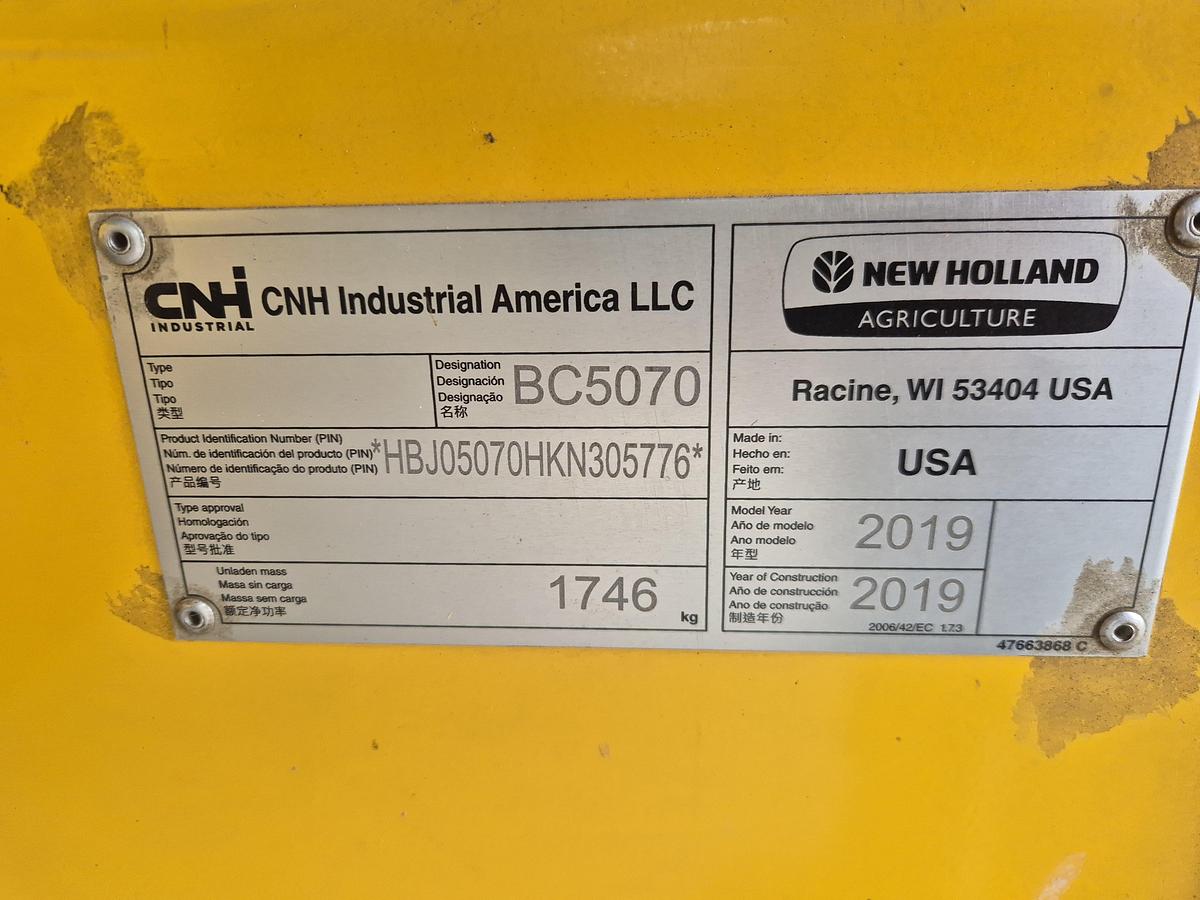 CNH INDUSTRIAL
CNH Industrial America LLC
Type
Tipo
Tipo
类型
Designation
Designación
Designação
名称
BC5070
Product Identification Number (PIN)
Núm. de identificación del producto (PIN)
Número de identificação do produto (PIN)
产品编号
*HBJ05070HKN305776*
Type approval
Homologación
Aprovação do tipo
型号批准
Unladen mass
Masa sin carga
Massa sem carga
额定净功率
1746
kg
NEW HOLLAND
AGRICULTURE
Racine, WI 53404 USA
Made in:
Hecho en:
Feito em:
产地
USA
Model Year
Año de modelo
Ano modelo
年型
2019
Year of Construction
Año de construcción
Ano de construção
制造年份
2019
2006/42/EC 1.7.3
47663868 C